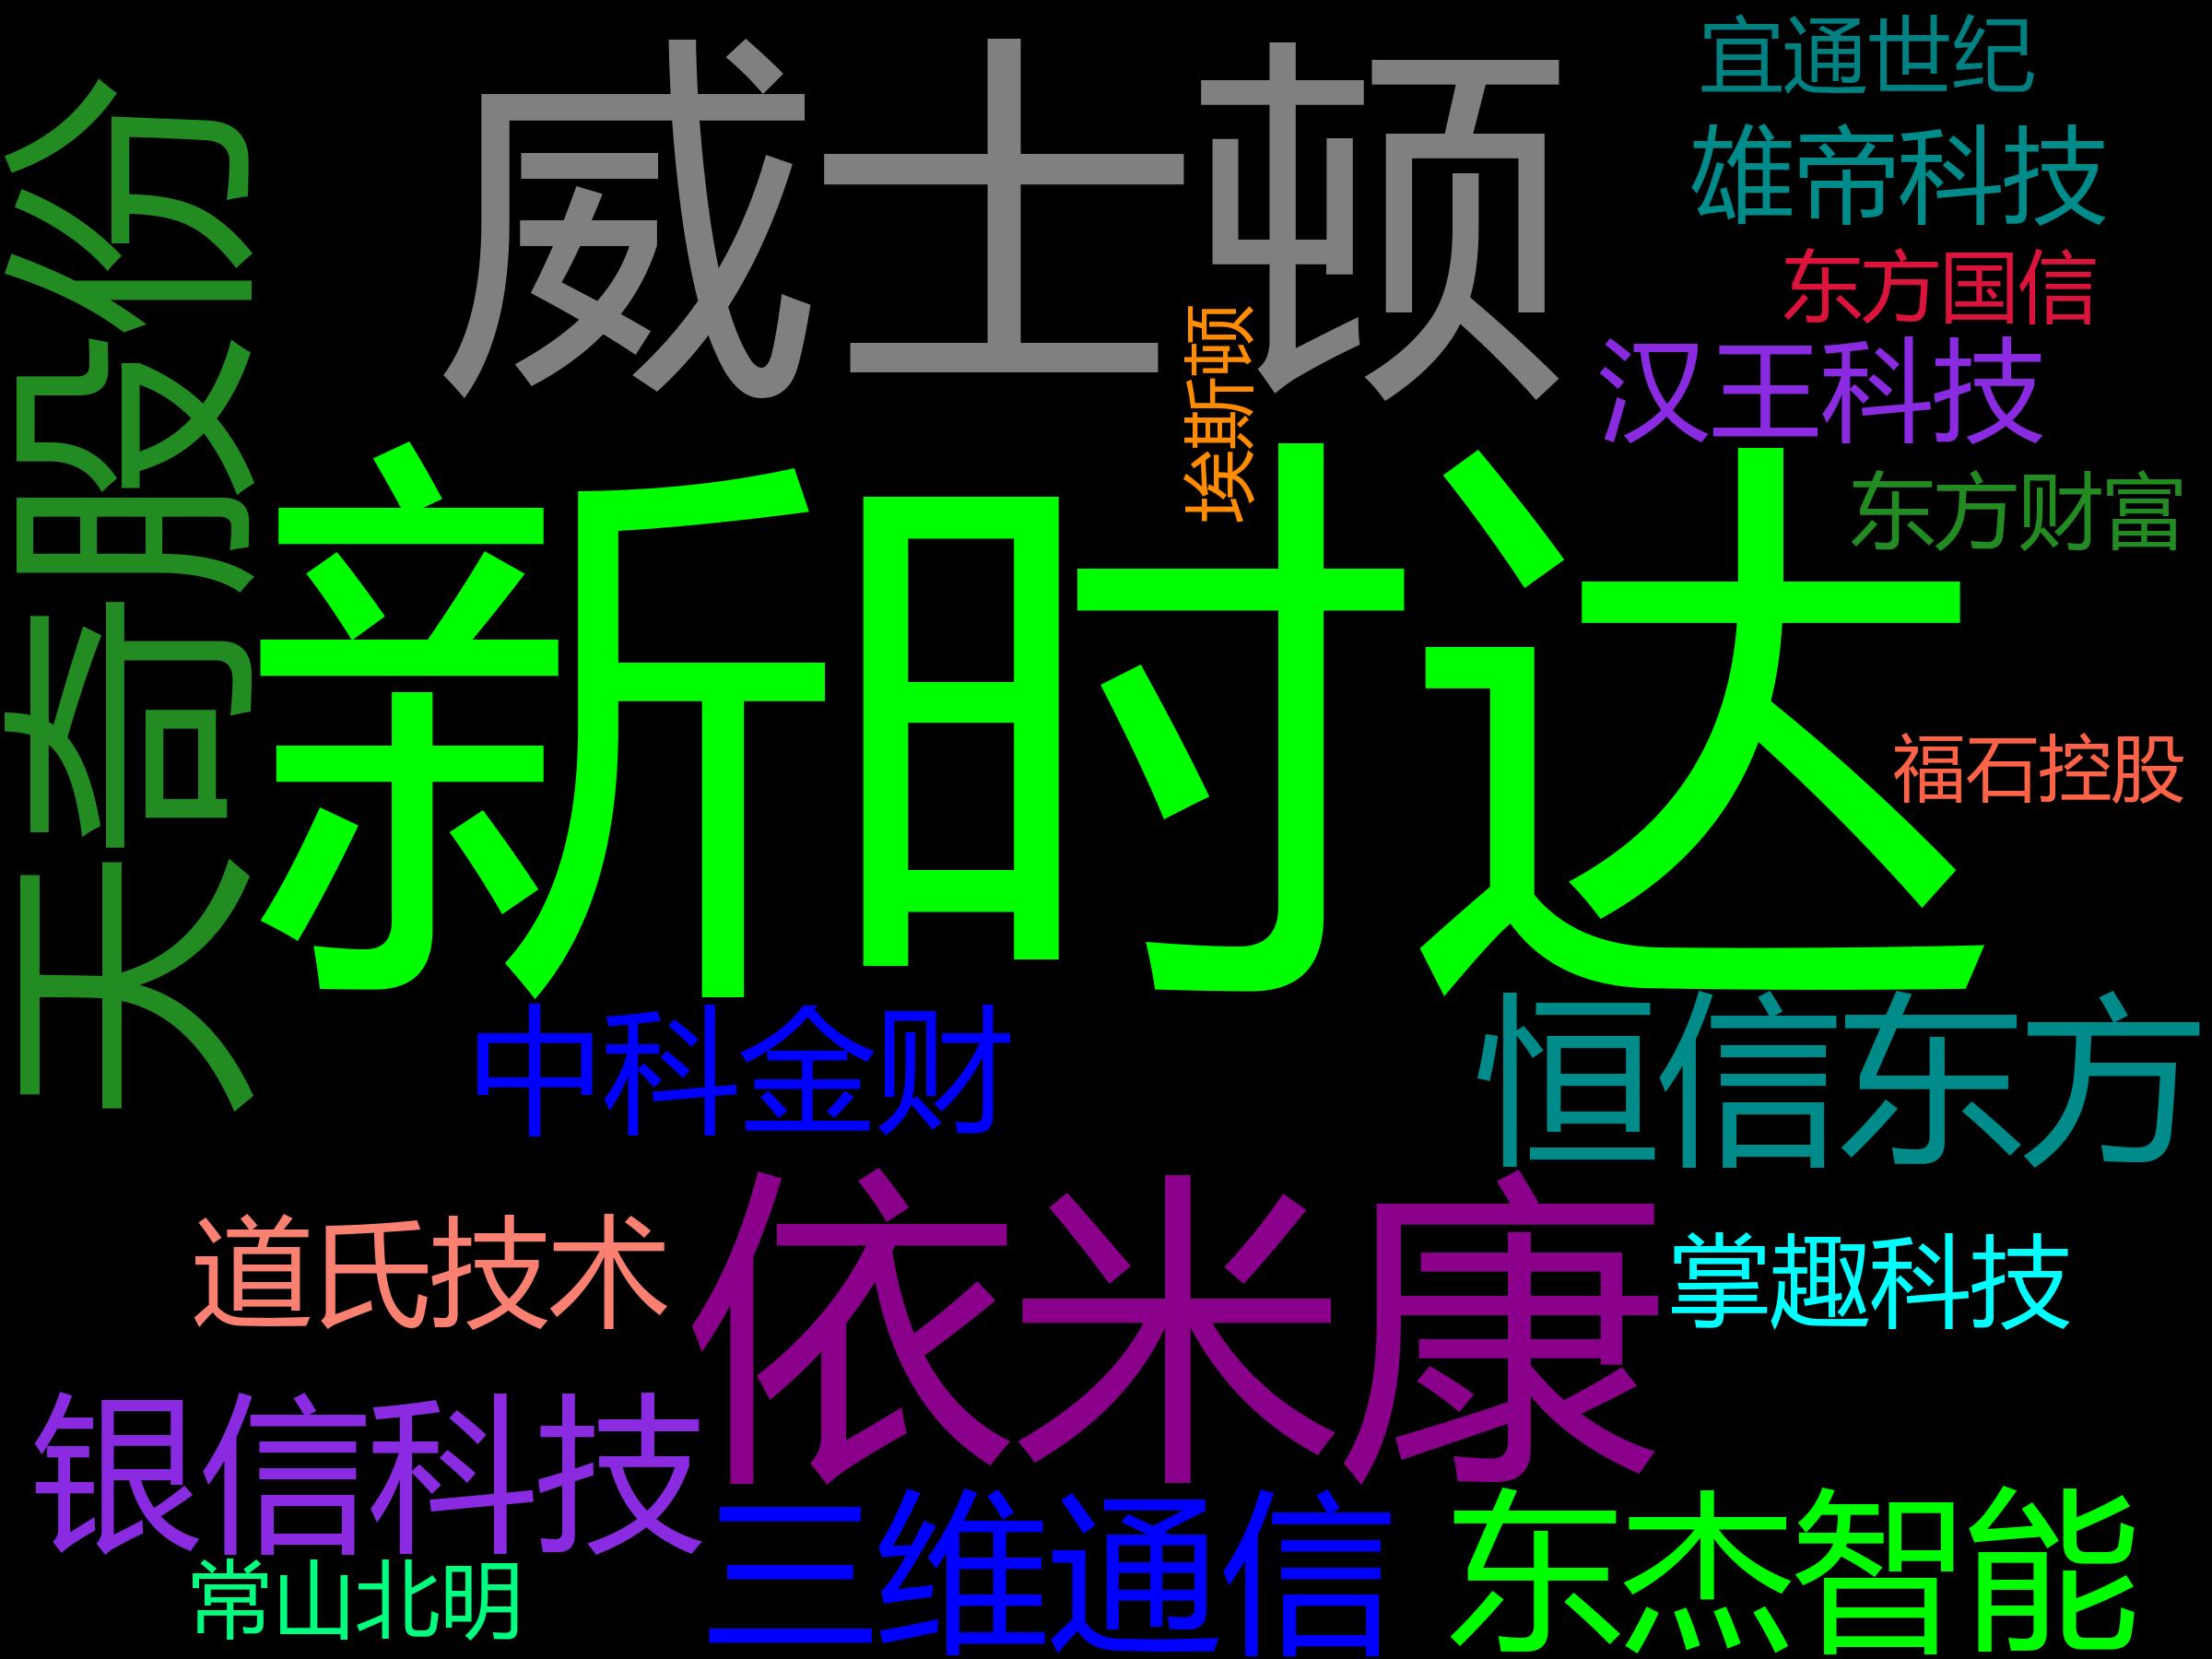 宜通世纪
威士顿
雄帝科技
东方国信
汉王科技
埃斯顿
东方财富
天奇股份
新时达
福石控股
中科金财
恒信东方
依米康
道氏技术
掌趣科技
银信科技
三维通信
东杰智能
常山北明